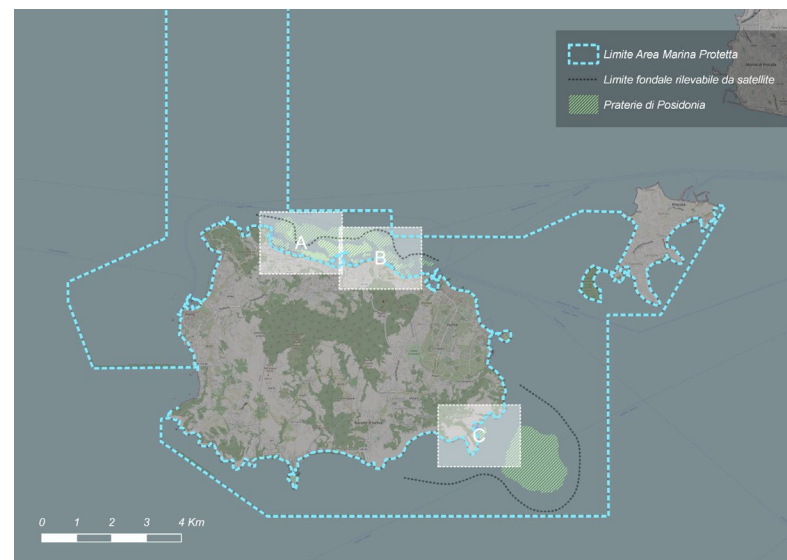 Limite Area Marina Protetta
Limite fondale rilevabile da satellite
Praterie di Posidonia
A
B
C
0 1 2 3 4 Km